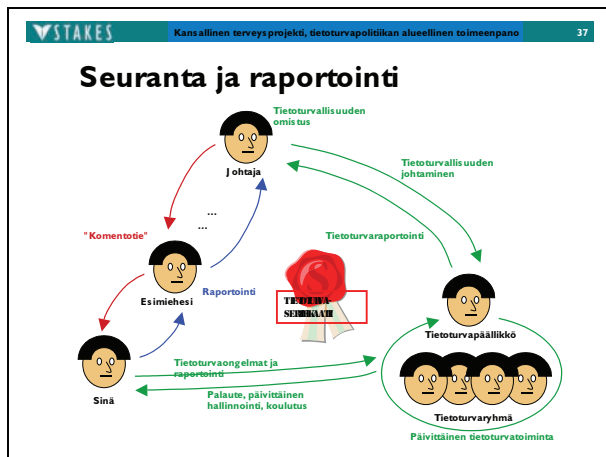 STAKES
Kansallinen terveysprojekti, tietoturvapolitiikan alueellinen toimeenpano
37
Seuranta ja raportointi
Tietoturvallisuuden
omistus
Johtaja
Tietoturvallisuuden
johtaminen
...
...
"Komentotie"
Tietoturvaraportointi
Esimiehesi
Raportointi
S
Tietoturvapäällikkö
Tietoturvaongelmat ja
raportointi
Sinä
Palaute, päivittäinen
hallinnointi, koulutus
Tietoturvaryhmä
Päivittäinen tietoturvatoiminta